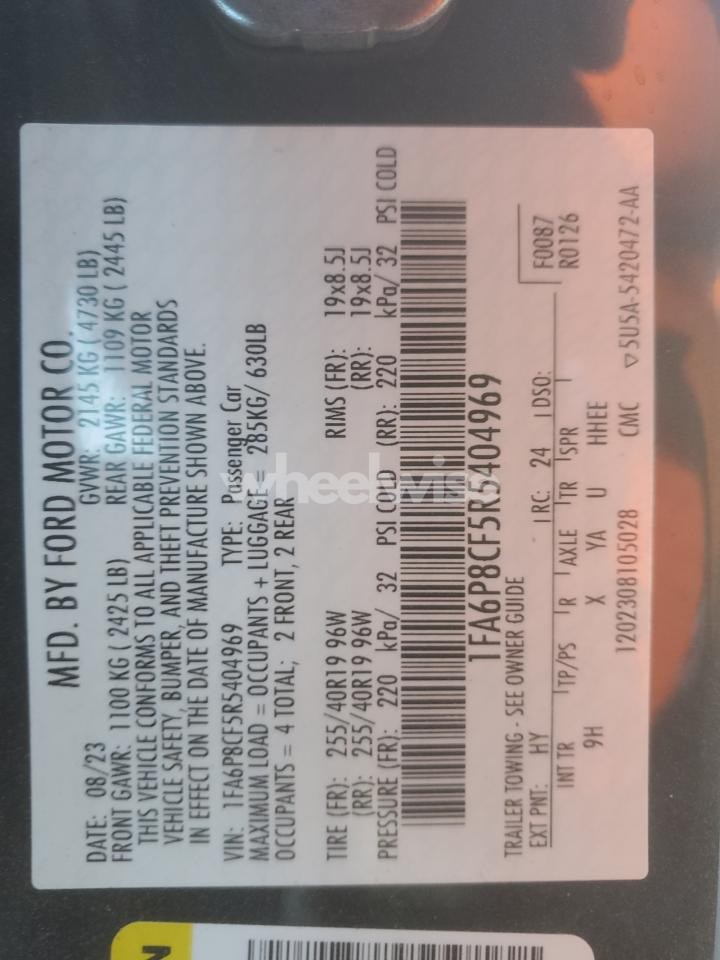 MFD. BY FORD MOTOR CO.
DATE: 08/23 GVWR: 2145 KG ( 4730 LB)
FRONT GAWR: 1100 KG ( 2425 LB) REAR GAWR: 1109 KG ( 2445 LB)
THIS VEHICLE CONFORMS TO ALL APPLICABLE FEDERAL MOTOR
VEHICLE SAFETY, BUMPER, AND THEFT PREVENTION STANDARDS
IN EFFECT ON THE DATE OF MANUFACTURE SHOWN ABOVE.
VIN: 1FA6P8CF5R5404969 TYPE: Passenger Car
MAXIMUM LOAD = OCCUPANTS + LUGGAGE = 285KG/ 630LB
OCCUPANTS = 4 TOTAL; 2 FRONT, 2 REAR
TIRE (FR): 255/40R19 96W RIMS (FR): 19x8.5J
(RR): 255/40R19 96W (RR): 19x8.5J
PRESSURE (FR): 220 kPa/ 32 PSI COLD (RR): 220 kPa/ 32 PSI COLD
1FA6P8CF5R5404969
TRAILER TOWING - SEE OWNER GUIDE
EXT PNT: HY RC: 24 DSO: F0087
INT TR TP/PS R AXLE TR SPR R0126
9H X YA U HHEE
1202308105028 CMC ▽5U5A-5420472-AA
wheelviss
N